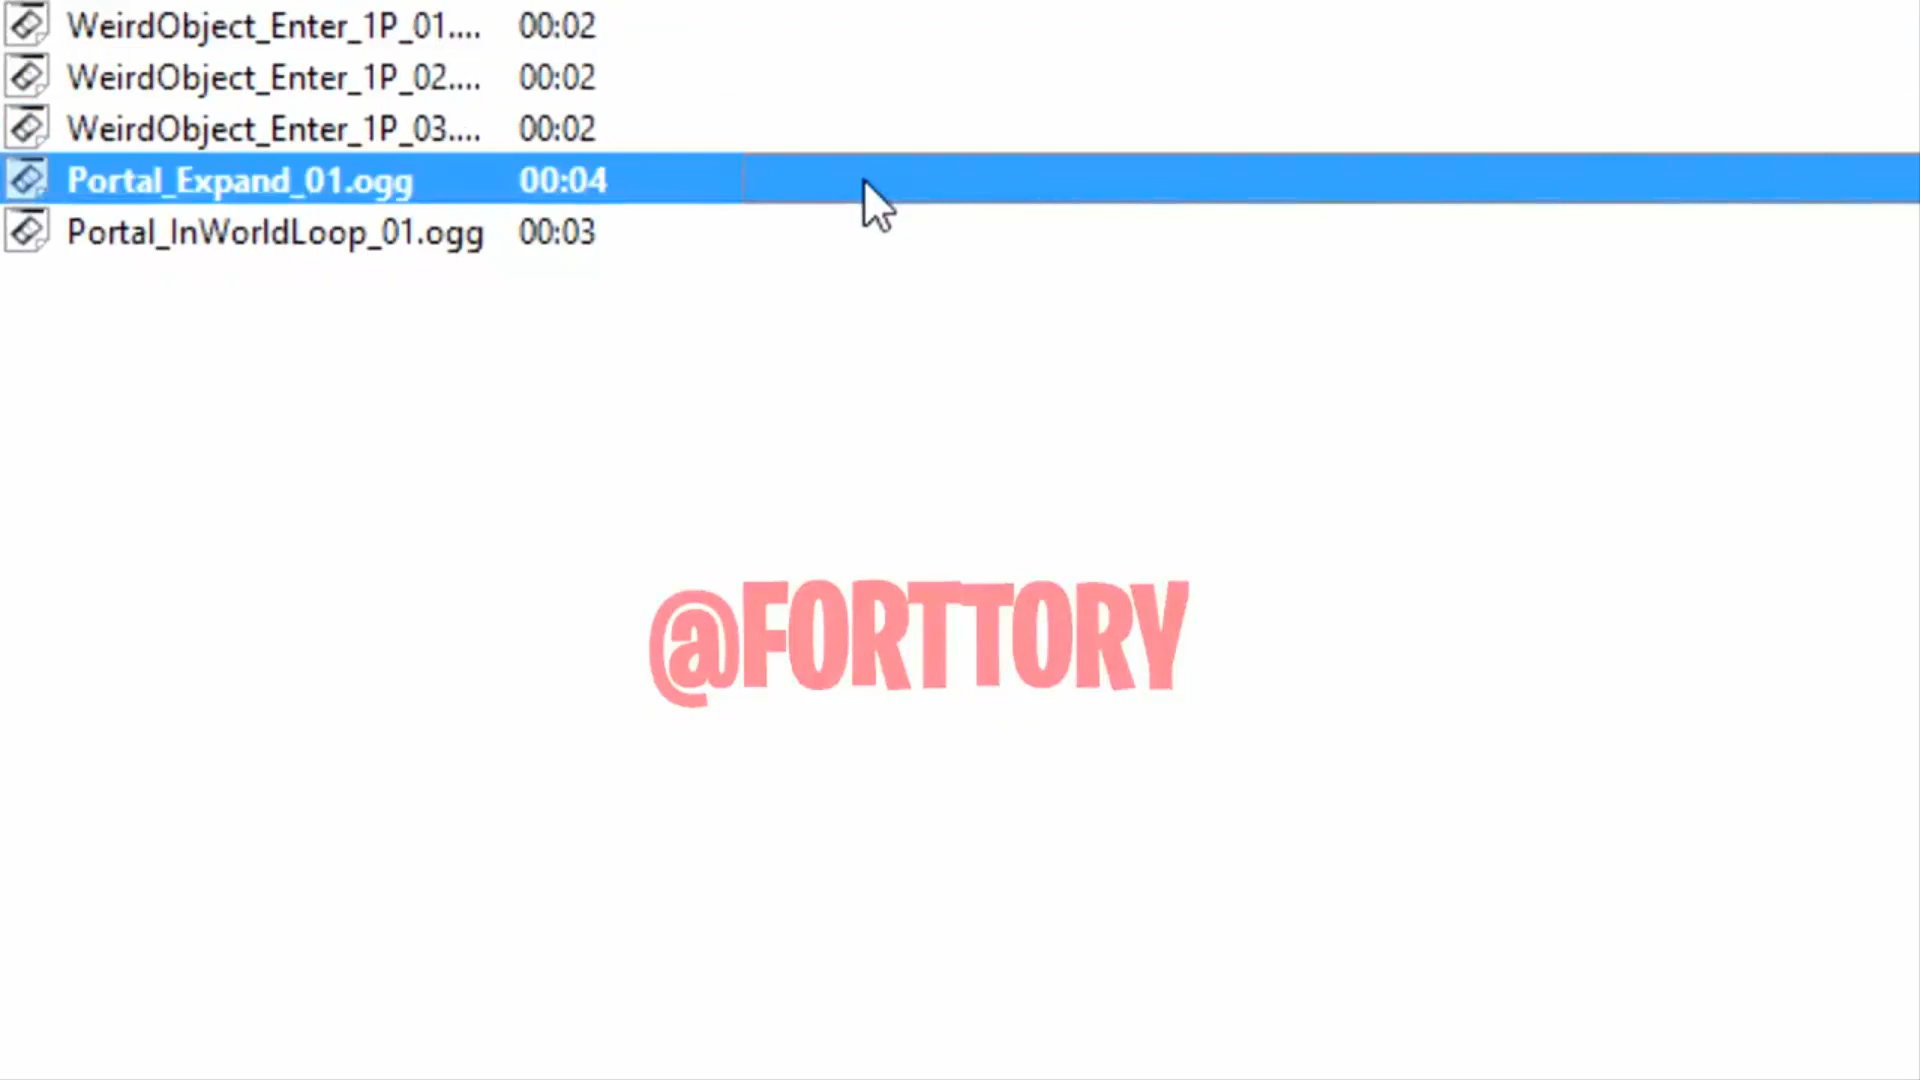 WeirdObject_Enter_1P_01.... 00:02
WeirdObject_Enter_1P_02.... 00:02
WeirdObject_Enter_1P_03.... 00:02
Portal_Expand_01.ogg 00:04
Portal_InWorldLoop_01.ogg 00:03
@FORTTORY